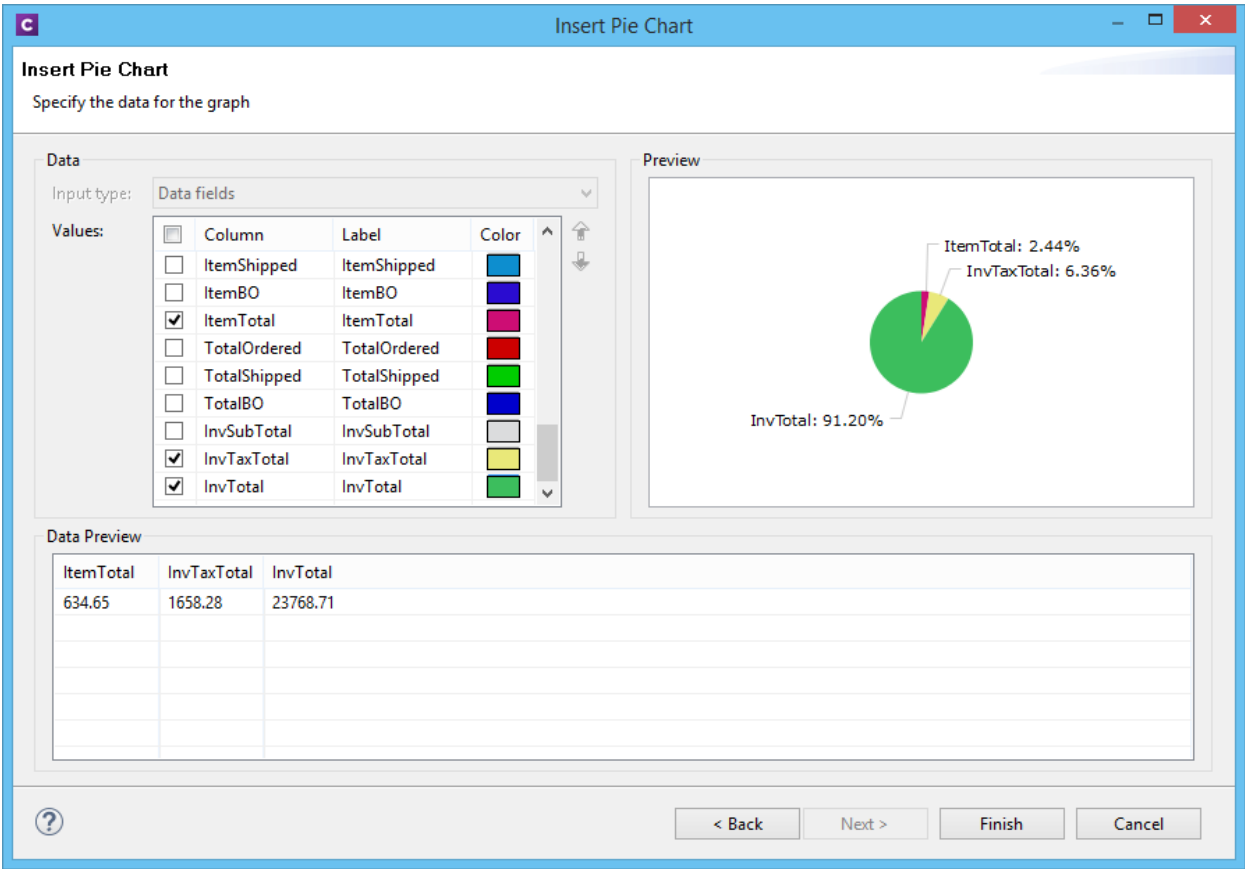 C
Insert Pie Chart
Insert Pie Chart
Specify the data for the graph
Data
Input type: Data fields
Values:
Column Label Color
ItemShipped ItemShipped
ItemBO ItemBO
ItemTotal ItemTotal
TotalOrdered TotalOrdered
TotalShipped TotalShipped
TotalBO TotalBO
InvSubTotal InvSubTotal
InvTaxTotal InvTaxTotal
InvTotal InvTotal
Preview
ItemTotal: 2.44%
InvTaxTotal: 6.36%
InvTotal: 91.20%
Data Preview
ItemTotal InvTaxTotal InvTotal
634.65 1658.28 23768.71
?
< Back Next > Finish Cancel